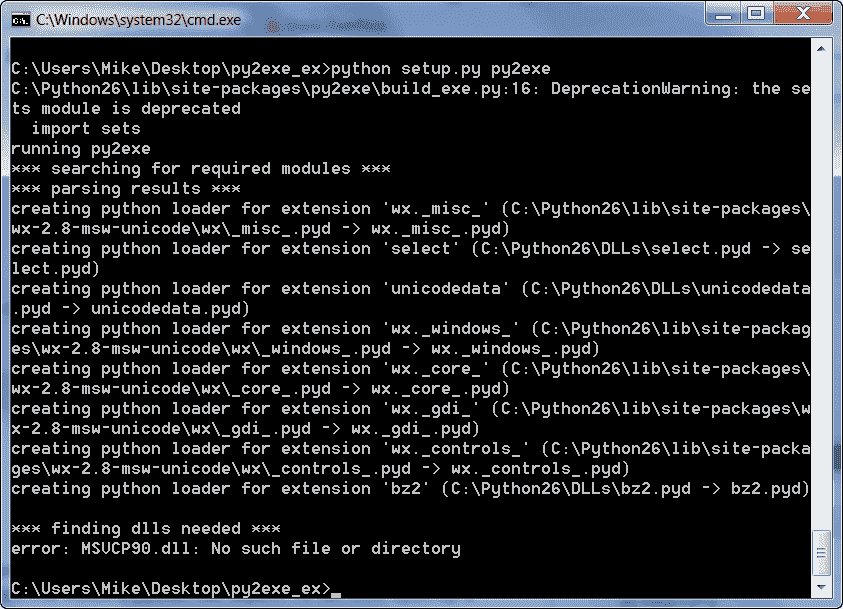 C:\Windows\system32\cmd.exe
C:\Users\Mike\Desktop\py2exe_ex>python setup.py py2exe
C:\Python26\lib\site-packages\py2exe\build_exe.py:16: DeprecationWarning: the se
ts module is deprecated
  import sets
running py2exe
*** searching for required modules ***
*** parsing results ***
creating python loader for extension 'wx._misc_' (C:\Python26\lib\site-packages\
wx-2.8-msw-unicode\wx\_misc_.pyd -> wx._misc_.pyd)
creating python loader for extension 'select' (C:\Python26\DLLs\select.pyd -> se
lect.pyd)
creating python loader for extension 'unicodedata' (C:\Python26\DLLs\unicodedata
.pyd -> unicodedata.pyd)
creating python loader for extension 'wx._windows_' (C:\Python26\lib\site-packag
es\wx-2.8-msw-unicode\wx\_windows_.pyd -> wx._windows_.pyd)
creating python loader for extension 'wx._core_' (C:\Python26\lib\site-packages\
wx-2.8-msw-unicode\wx\_core_.pyd -> wx._core_.pyd)
creating python loader for extension 'wx._gdi_' (C:\Python26\lib\site-packages\w
x-2.8-msw-unicode\wx\_gdi_.pyd -> wx._gdi_.pyd)
creating python loader for extension 'wx._controls_' (C:\Python26\lib\site-packa
ges\wx-2.8-msw-unicode\wx\_controls_.pyd -> wx._controls_.pyd)
creating python loader for extension 'bz2' (C:\Python26\DLLs\bz2.pyd -> bz2.pyd)
*** finding dlls needed ***
error: MSVCP90.dll: No such file or directory
C:\Users\Mike\Desktop\py2exe_ex>_